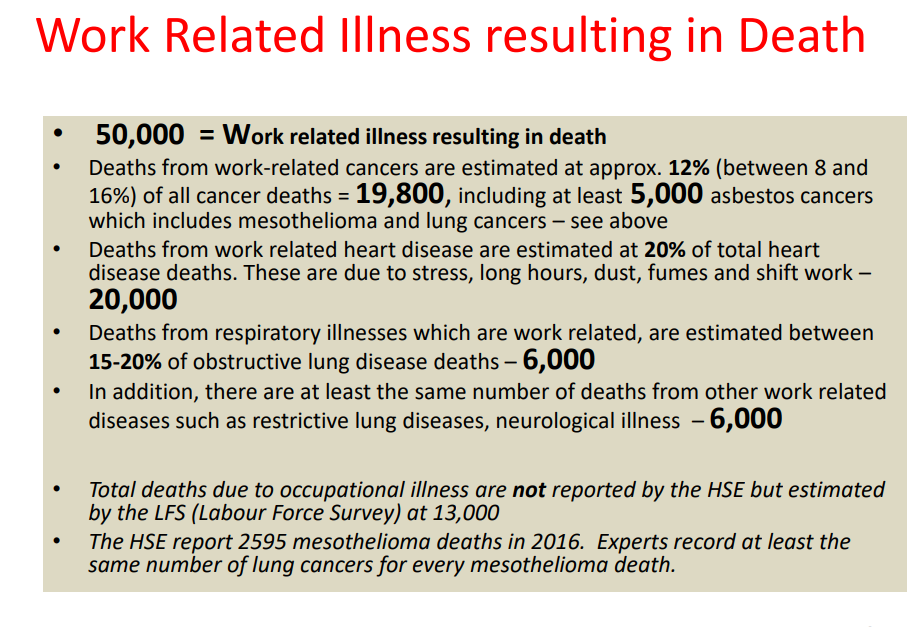 Work Related Illness resulting in Death
• 50,000 = Work related illness resulting in death
• Deaths from work-related cancers are estimated at approx. 12% (between 8 and
16%) of all cancer deaths = 19,800, including at least 5,000 asbestos cancers
which includes mesothelioma and lung cancers – see above
• Deaths from work related heart disease are estimated at 20% of total heart
disease deaths. These are due to stress, long hours, dust, fumes and shift work –
20,000
• Deaths from respiratory illnesses which are work related, are estimated between
15-20% of obstructive lung disease deaths – 6,000
• In addition, there are at least the same number of deaths from other work related
diseases such as restrictive lung diseases, neurological illness – 6,000
• Total deaths due to occupational illness are not reported by the HSE but estimated
by the LFS (Labour Force Survey) at 13,000
• The HSE report 2595 mesothelioma deaths in 2016. Experts record at least the
same number of lung cancers for every mesothelioma death.